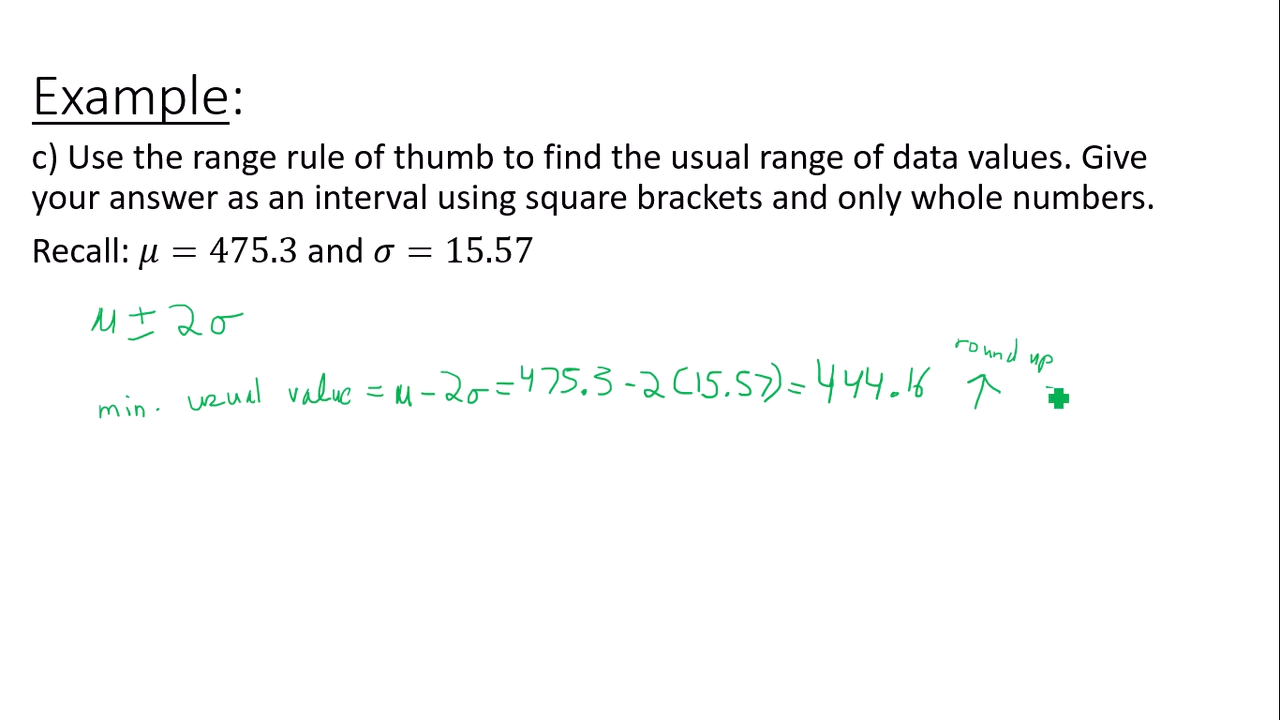 Example:
c) Use the range rule of thumb to find the usual range of data values. Give
your answer as an interval using square brackets and only whole numbers.
Recall: μ = 475.3 and σ = 15.57
μ ± 2σ
round up
min. usual value = μ - 2σ = 475.3 - 2(15.57) = 444.16 ↑